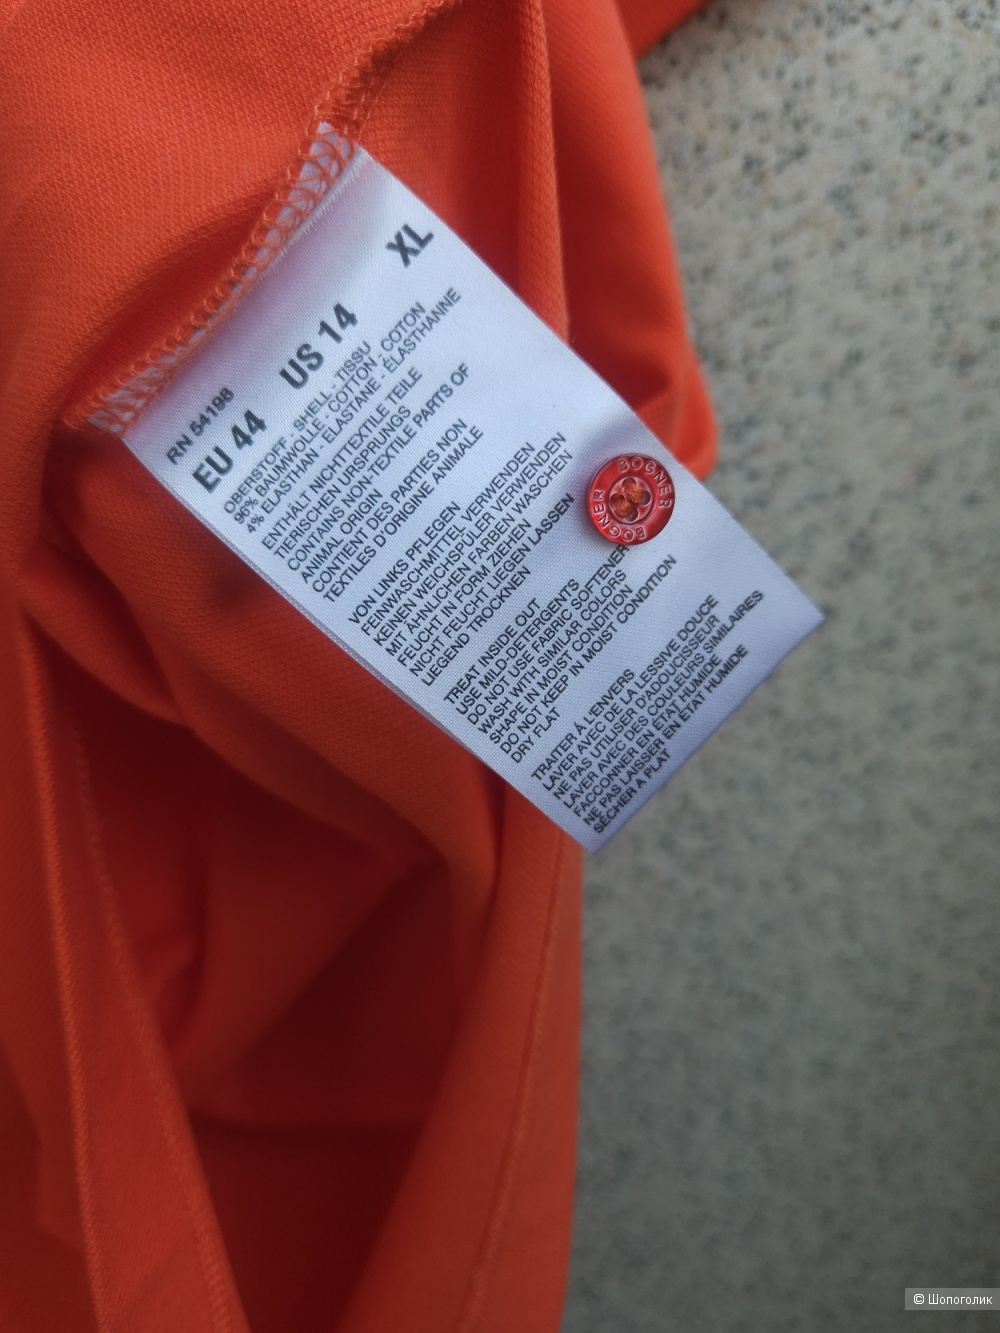 XL
RN 54198
EU 44 US 14
OBERSTOFF - SHELL - TISSU
96% BAUMWOLLE - COTTON - COTON
4% ELASTHAN - ELASTANE - ÉLASTHANNE
ENTHÄLT NICHTTEXTILE TEILE
TIERISCHEN URSPRUNGS
CONTAINS NON-TEXTILE PARTS OF
ANIMAL ORIGIN
CONTIENT DES PARTIES NON
TEXTILES D'ORIGINE ANIMALE
VON LINKS PFLEGEN
FEINWASCHMITTEL VERWENDEN
KEINEN WEICHSPÜLER VERWENDEN
MIT ÄHNLICHEN FARBEN WASCHEN
FEUCHT IN FORM ZIEHEN
NICHT FEUCHT LIEGEN LASSEN
LIEGEND TROCKNEN
TREAT INSIDE OUT
USE MILD-DETERGENTS
DO NOT USE FABRIC SOFTENER
WASH WITH SIMILAR COLORS
SHAPE IN MOIST CONDITION
DO NOT KEEP IN MOIST CONDITION
DRY FLAT
TRAITER À L'ENVERS
LAVER AVEC DE LA LESSIVE DOUCE
NE PAS UTILISER D'ADOUCISSEUR
LAVER AVEC DES COULEURS SIMILAIRES
FACCONNER EN ÉTAT HUMIDE
NE PAS LAISSER EN ÉTAT HUMIDE
SÉCHER A PLAT
BOGNER
BOGNER
© Шопоголик